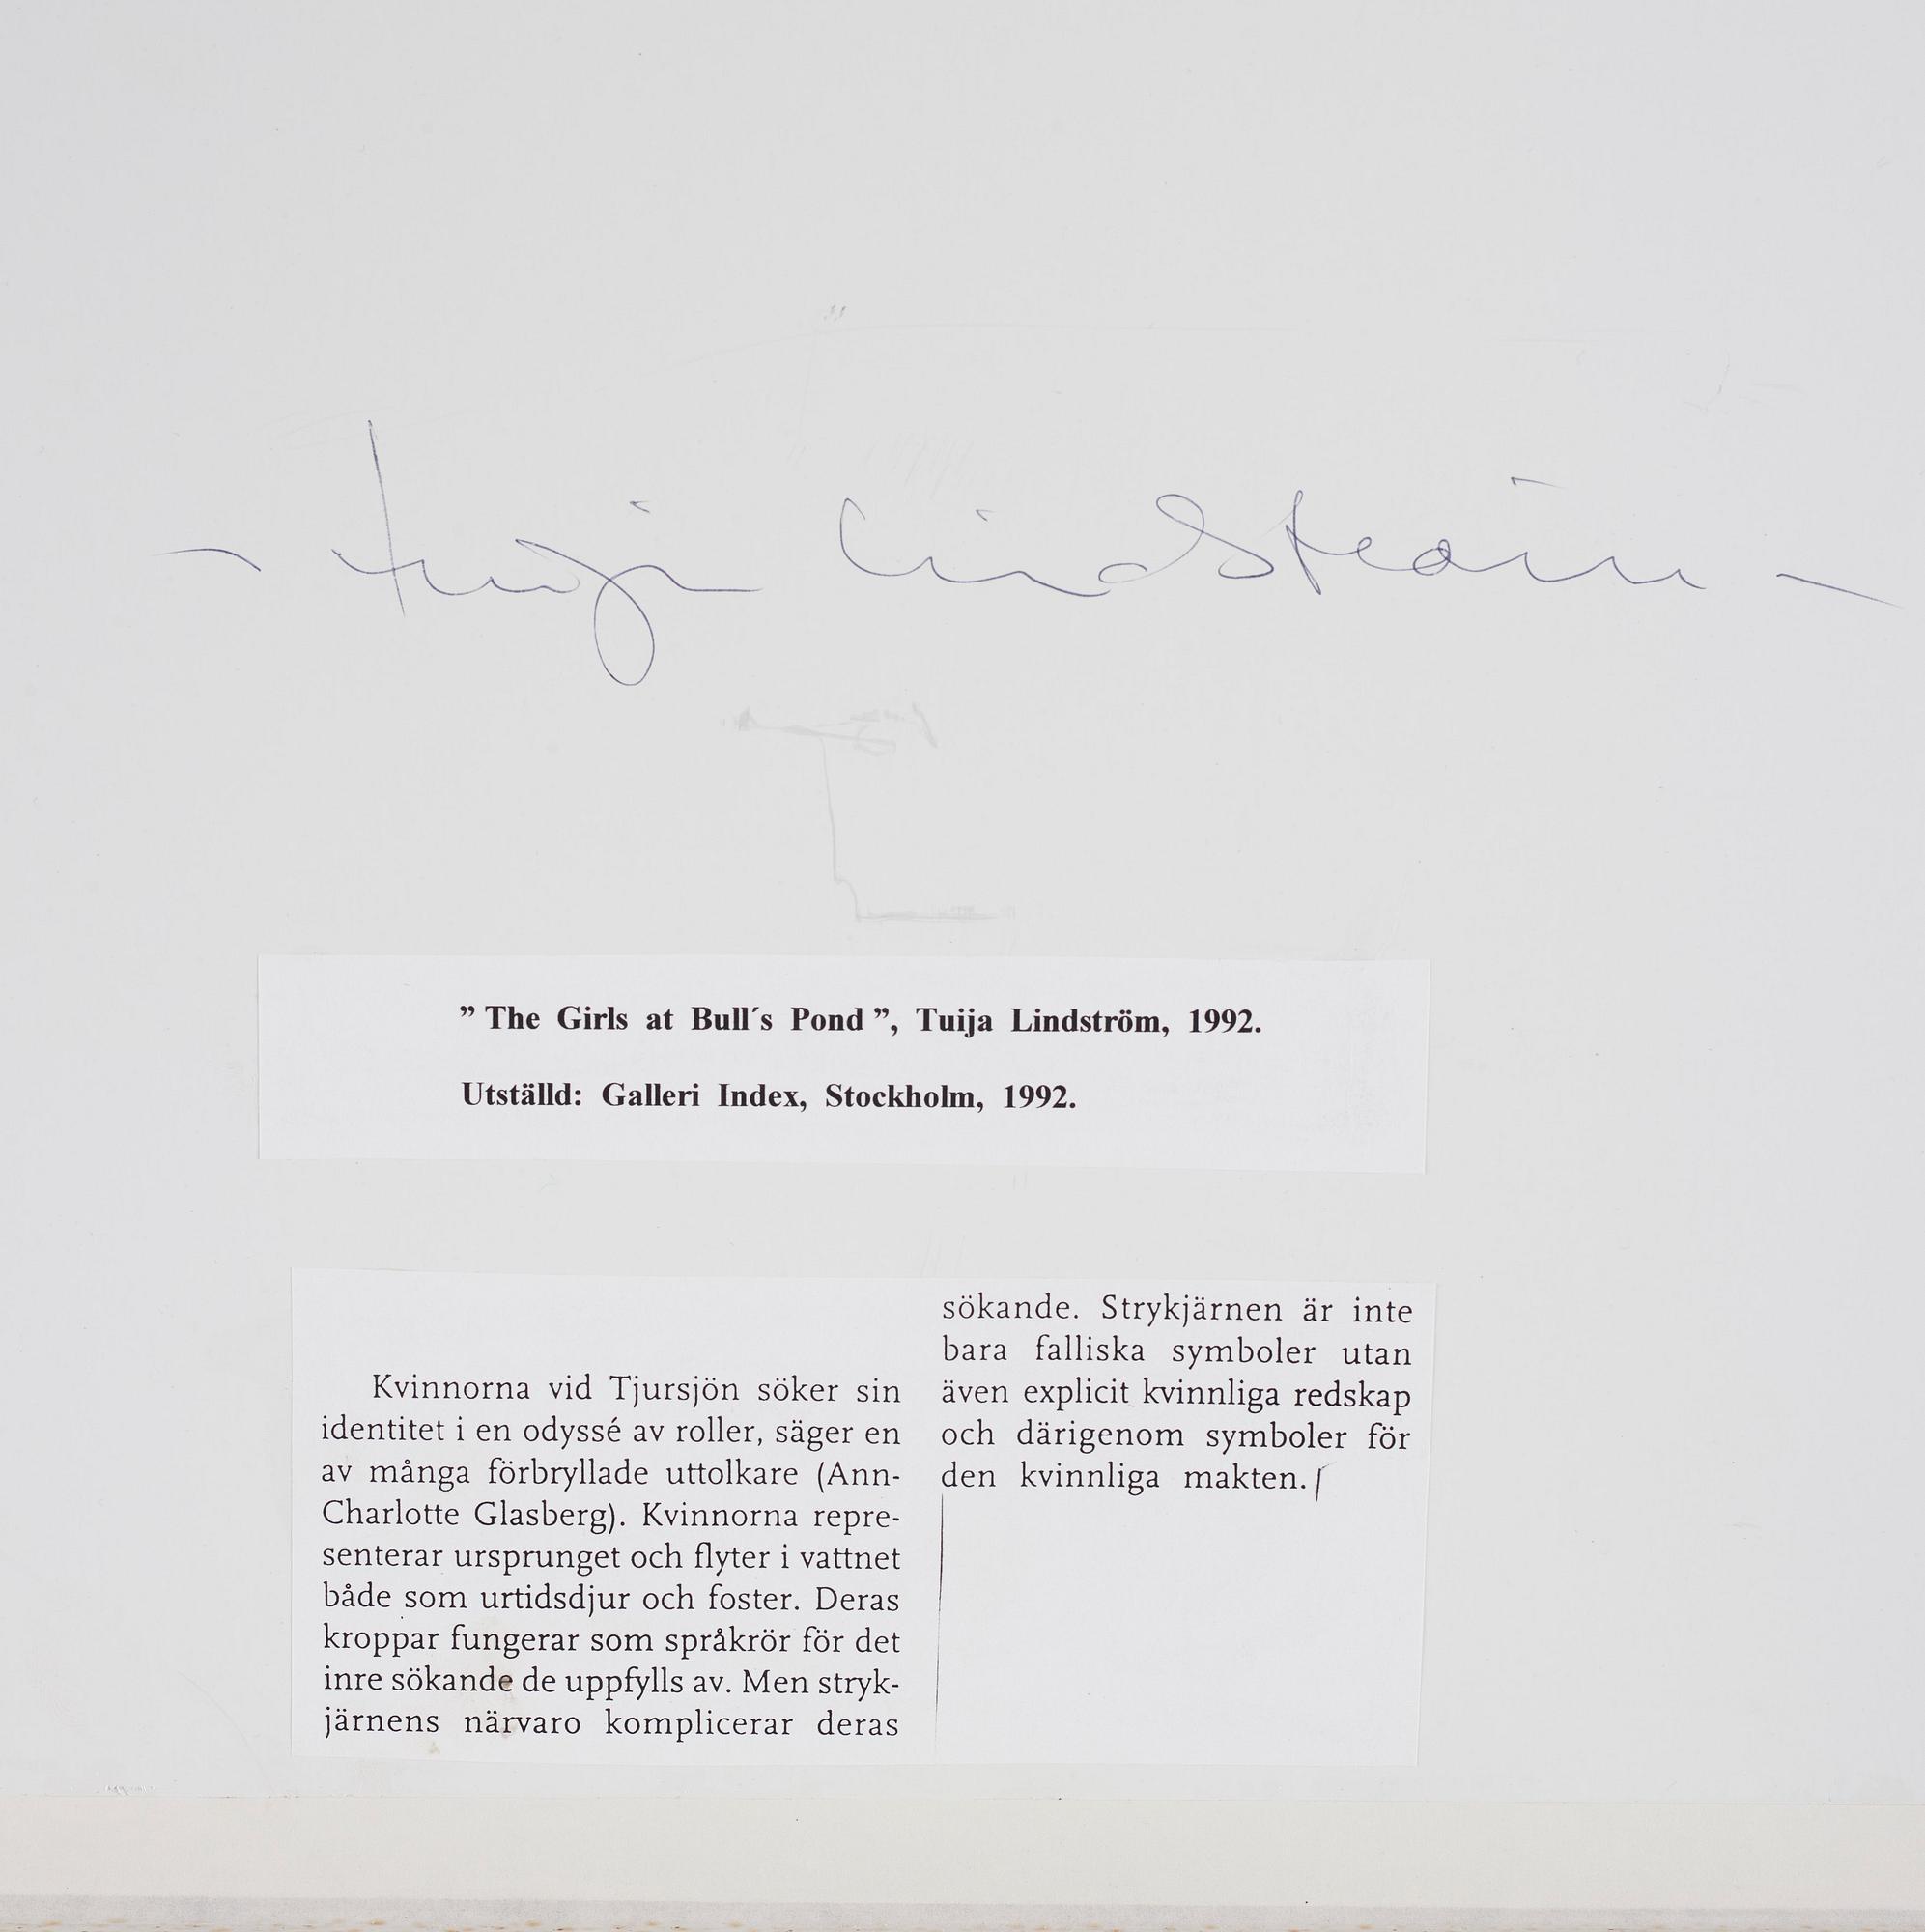 - tuija lindström -
” The Girls at Bull´s Pond ”, Tuija Lindström, 1992.
Utställd: Galleri Index, Stockholm, 1992.
Kvinnorna vid Tjursjön söker sin
identitet i en odyssé av roller, säger en
av många förbryllade uttolkare (Ann-
Charlotte Glasberg). Kvinnorna repre-
senterar ursprunget och flyter i vattnet
både som urtidsdjur och foster. Deras
kroppar fungerar som språkrör för det
inre sökande de uppfylls av. Men stryk-
järnens närvaro komplicerar deras
sökande. Strykjärnen är inte
bara falliska symboler utan
även explicit kvinnliga redskap
och därigenom symboler för
den kvinnliga makten.